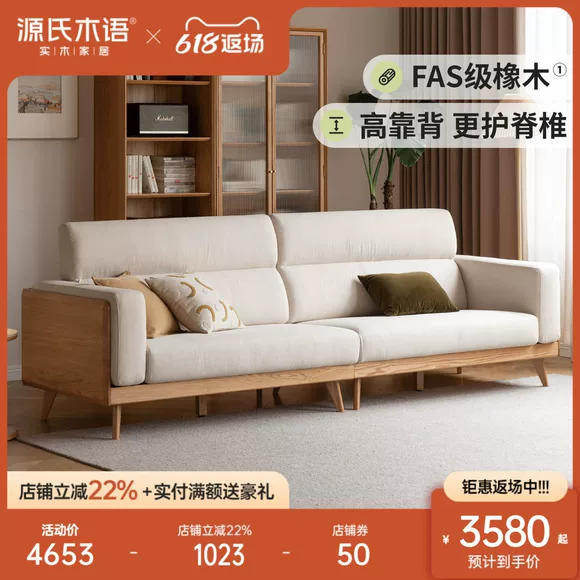 源氏木语®
实·木·家·居
×
618返场
FAS级橡木①
高靠背 更护脊椎
Marshall
店铺立减22%+实付满额送豪礼
钜惠返场中!!!
活动价
4653
-
店铺立减22%
1023
-
店铺券
50
¥3580起
预计到手价